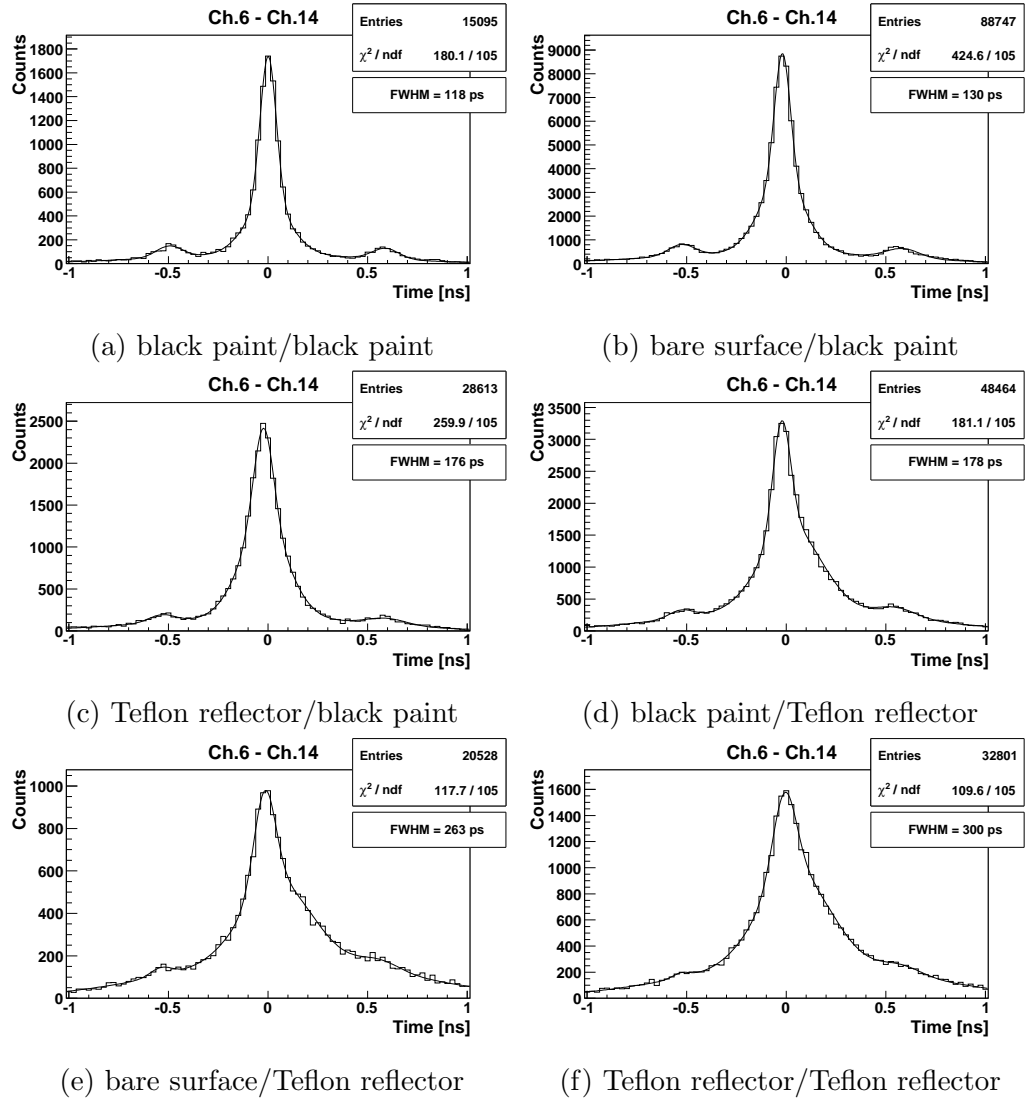 Ch.6 - Ch.14
Entries 15095
χ² / ndf 180.1 / 105
FWHM = 118 ps
Counts
1800
1600
1400
1200
1000
800
600
400
200
0
-1 -0.5 0 0.5 1
Time [ns]
(a) black paint/black paint
Ch.6 - Ch.14
Entries 88747
χ² / ndf 424.6 / 105
FWHM = 130 ps
Counts
9000
8000
7000
6000
5000
4000
3000
2000
1000
0
-1 -0.5 0 0.5 1
Time [ns]
(b) bare surface/black paint
Ch.6 - Ch.14
Entries 28613
χ² / ndf 259.9 / 105
FWHM = 176 ps
Counts
2500
2000
1500
1000
500
0
-1 -0.5 0 0.5 1
Time [ns]
(c) Teflon reflector/black paint
Ch.6 - Ch.14
Entries 48464
χ² / ndf 181.1 / 105
FWHM = 178 ps
Counts
3500
3000
2500
2000
1500
1000
500
0
-1 -0.5 0 0.5 1
Time [ns]
(d) black paint/Teflon reflector
Ch.6 - Ch.14
Entries 20528
χ² / ndf 117.7 / 105
FWHM = 263 ps
Counts
1000
800
600
400
200
0
-1 -0.5 0 0.5 1
Time [ns]
(e) bare surface/Teflon reflector
Ch.6 - Ch.14
Entries 32801
χ² / ndf 109.6 / 105
FWHM = 300 ps
Counts
1600
1400
1200
1000
800
600
400
200
0
-1 -0.5 0 0.5 1
Time [ns]
(f) Teflon reflector/Teflon reflector